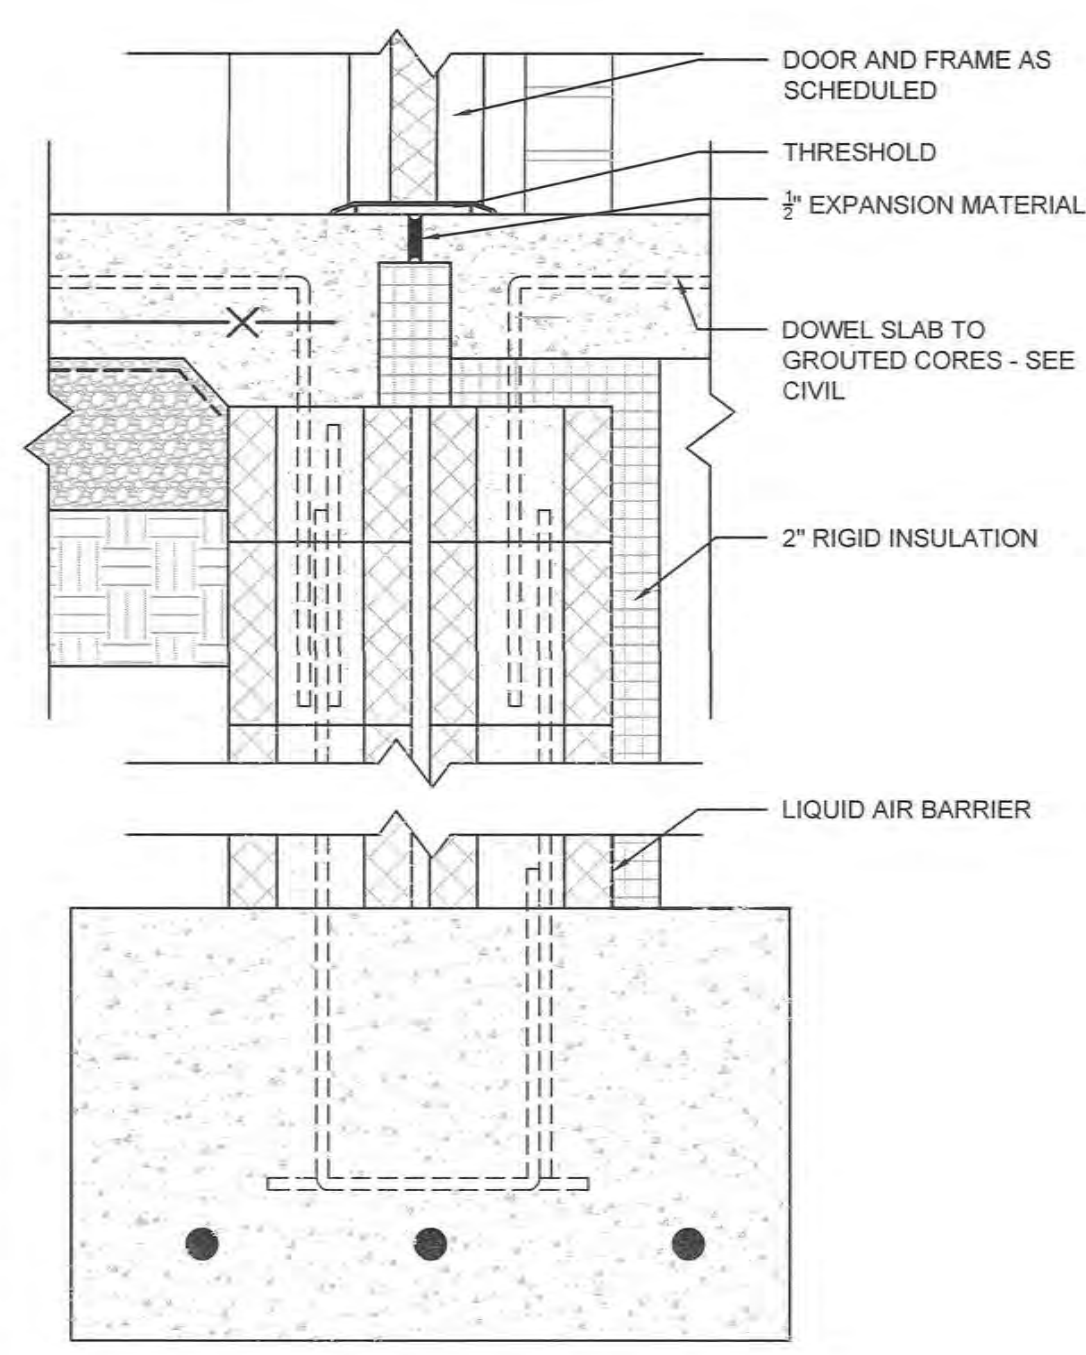 DOOR AND FRAME AS
SCHEDULED
THRESHOLD
½" EXPANSION MATERIAL
DOWEL SLAB TO
GROUTED CORES - SEE
CIVIL
2" RIGID INSULATION
LIQUID AIR BARRIER